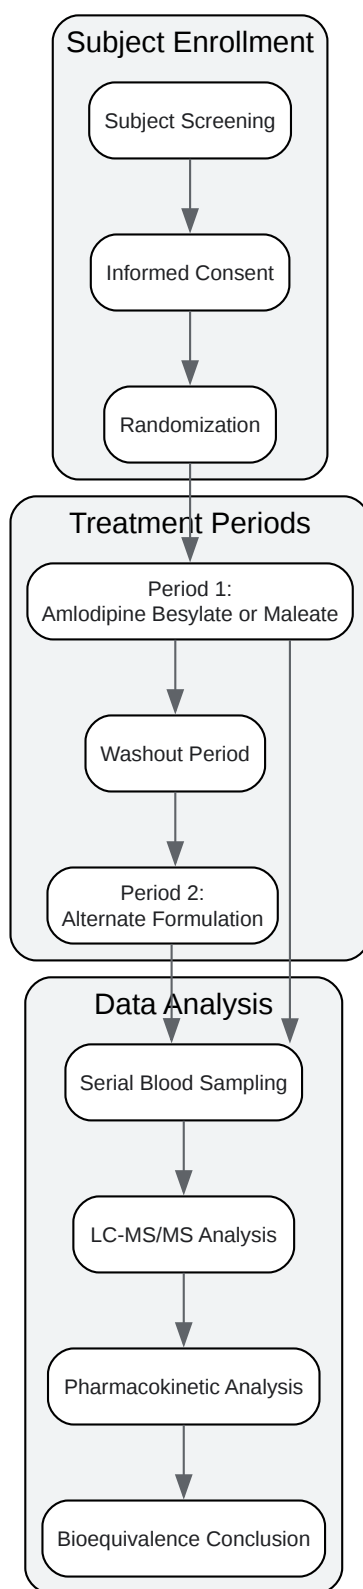 Subject Enrollment
Subject Screening
Informed Consent
Randomization
Treatment Periods
Period 1:
Amlodipine Besylate or Maleate
Washout Period
Period 2:
Alternate Formulation
Data Analysis
Serial Blood Sampling
LC-MS/MS Analysis
Pharmacokinetic Analysis
Bioequivalence Conclusion